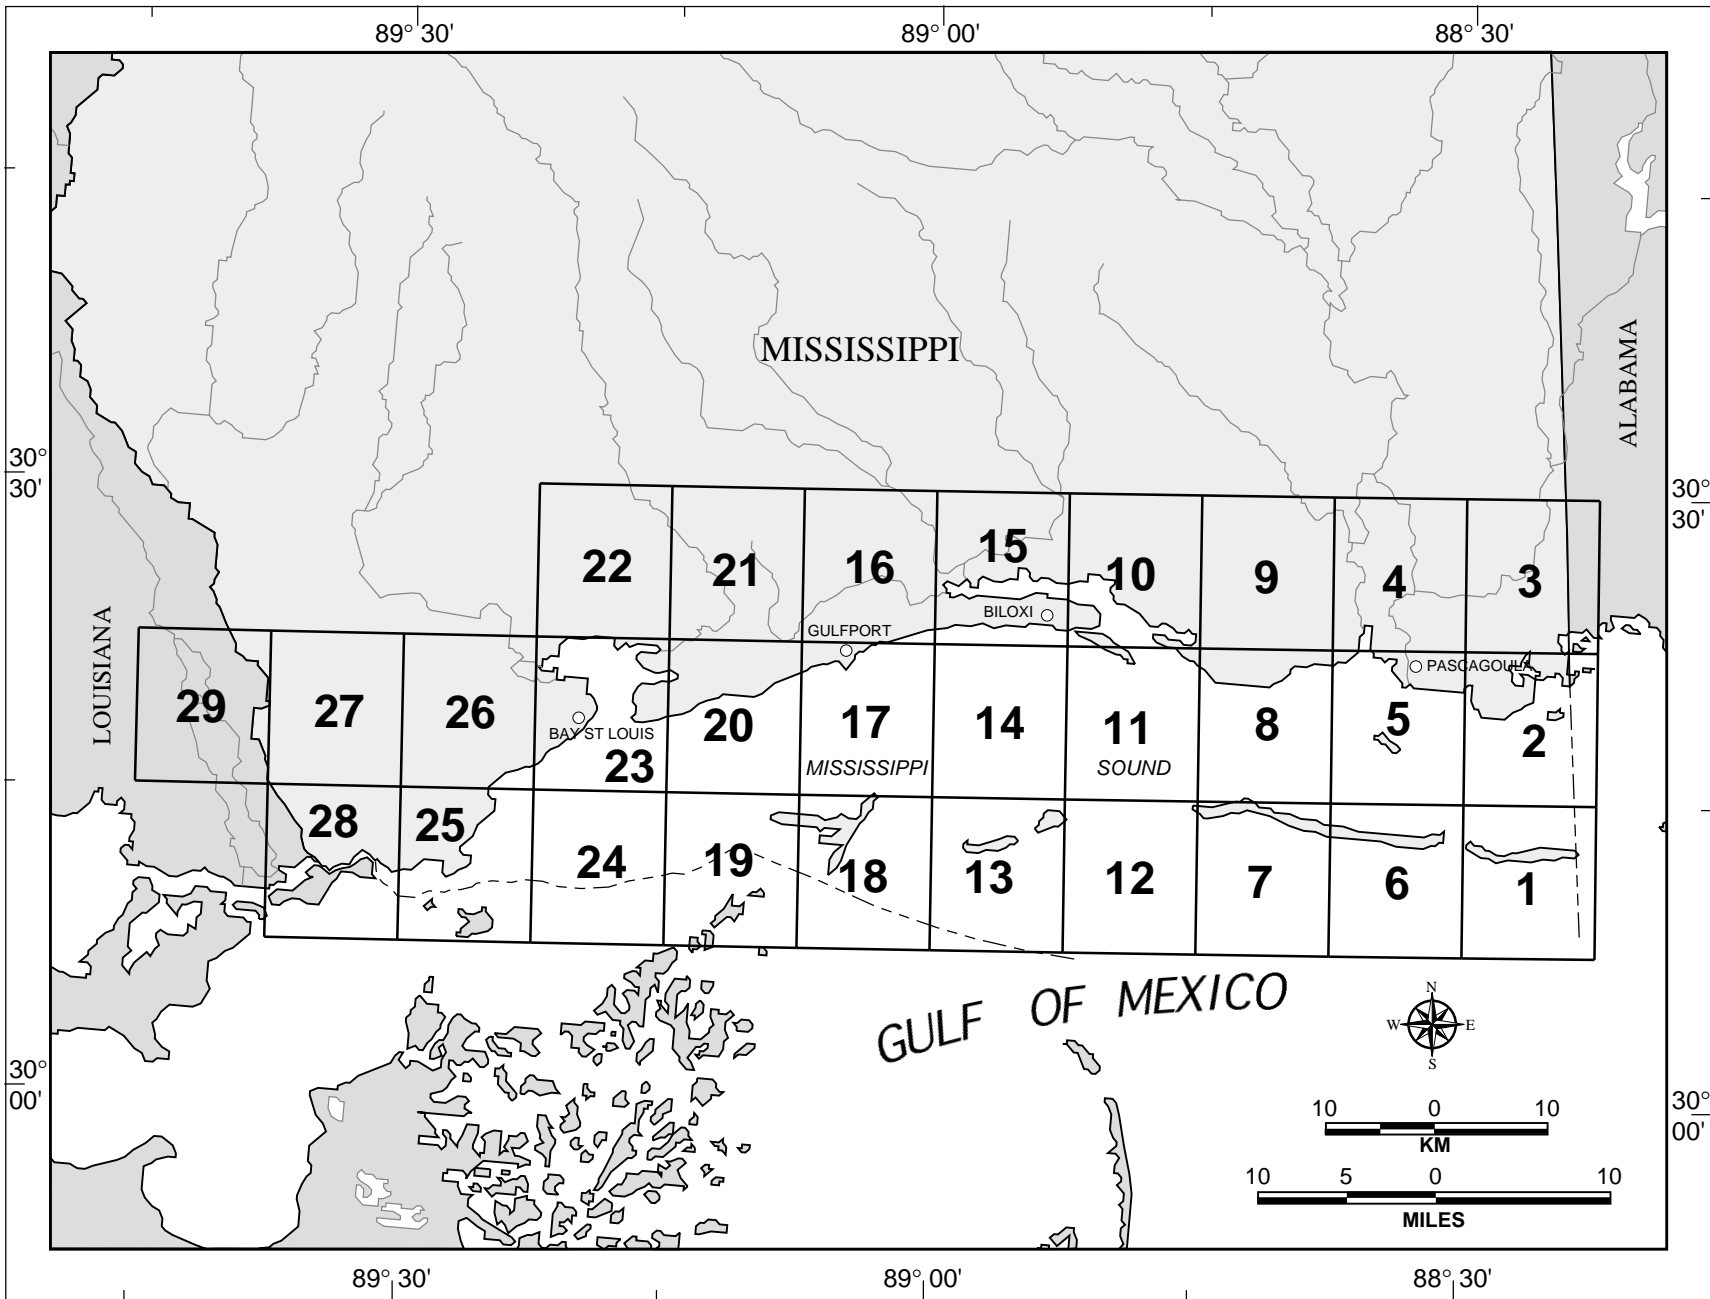 89° 30'
89° 00'
88° 30'
MISSISSIPPI
ALABAMA
30°
30'
30°
30'
15
22
21
16
10
9
4
3
BILOXI
GULFPORT
LOUISIANA
PASCAGOULA
29
27
26
BAY ST LOUIS
20
17
14
11
8
5
2
23
MISSISSIPPI
SOUND
28
25
24
19
18
13
12
7
6
1
GULF OF MEXICO
N
W
E
S
30°
00'
30°
00'
10 0 10
KM
10 5 0 10
MILES
89° 30'
89° 00'
88° 30'